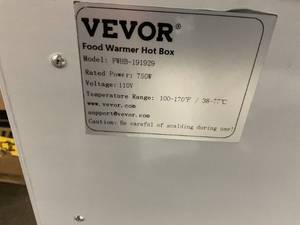 VEVOR®
Food Warmer Hot Box
Model: FWHB-191929
Rated Power: 750W
Voltage: 110V
Temperature Range: 100-170℉ / 38-77℃
www.vevor.com
support@vevor.com
Caution: Be careful of scalding during use!